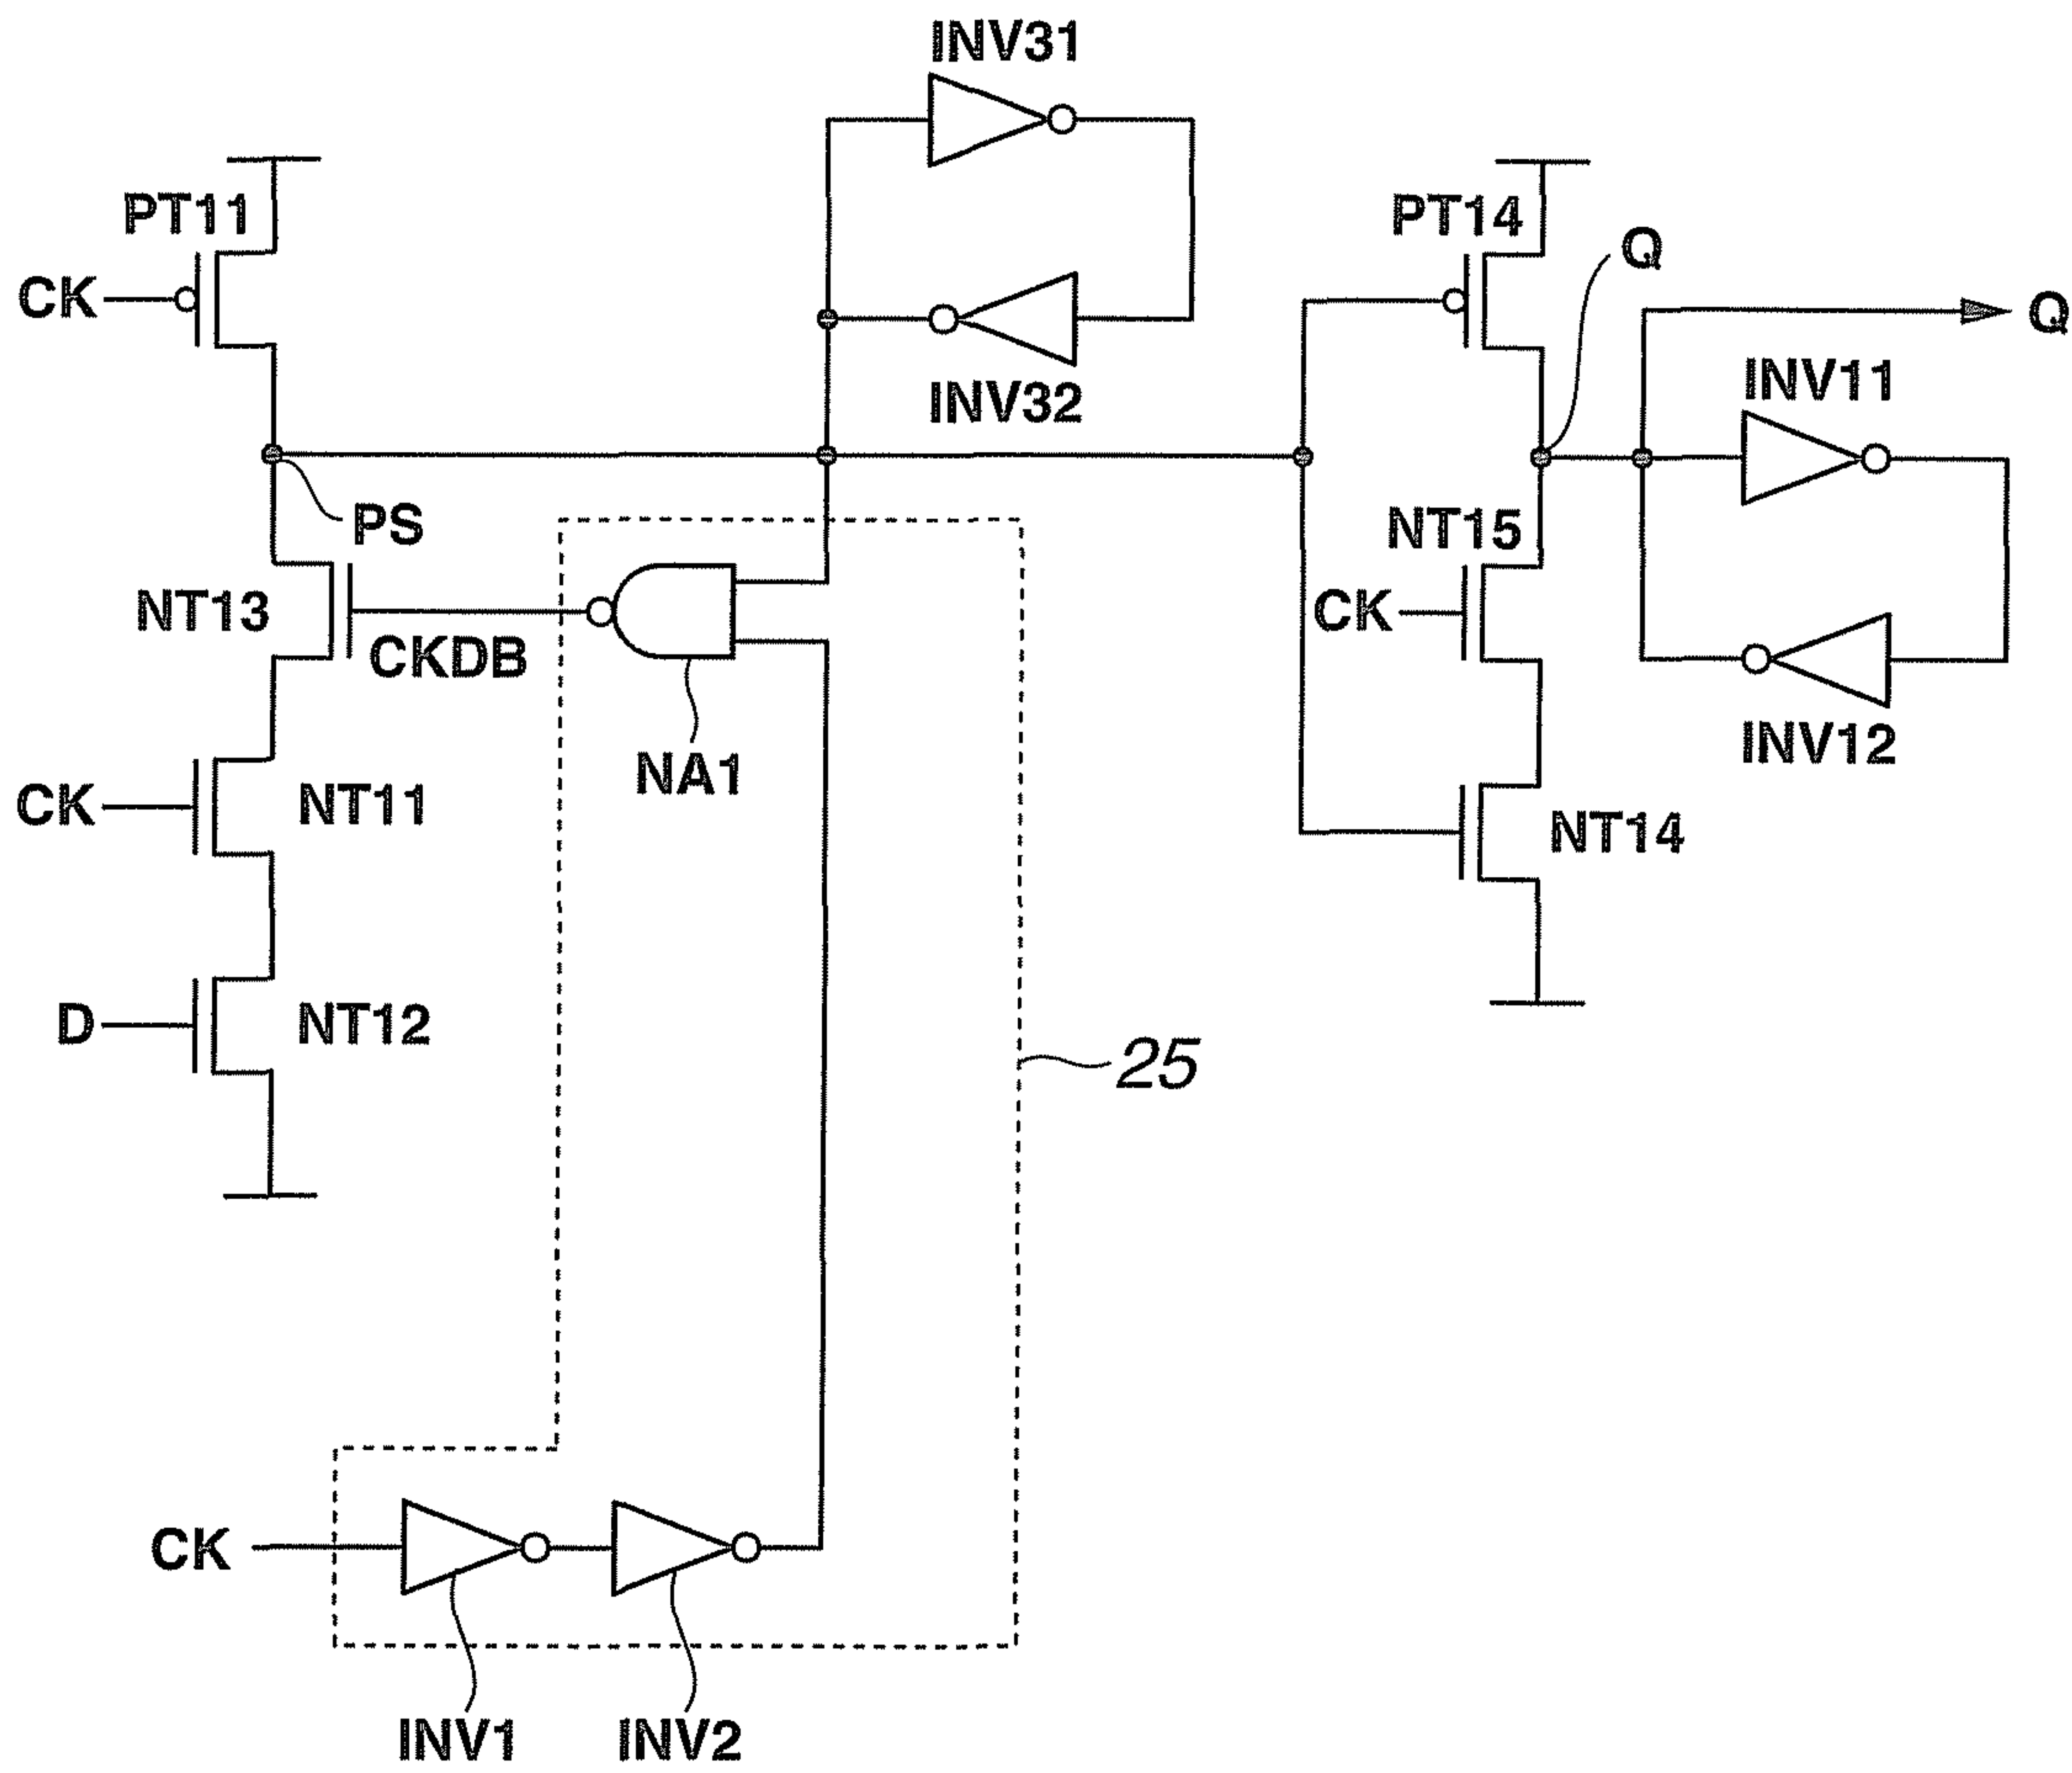 INV31
PT11
PT14
Q
CK
Q
INV11
INV32
PS
NT15
NT13
CK
CKDB
INV12
NA1
CK
NT11
NT14
D
NT12
25
CK
INV1
INV2